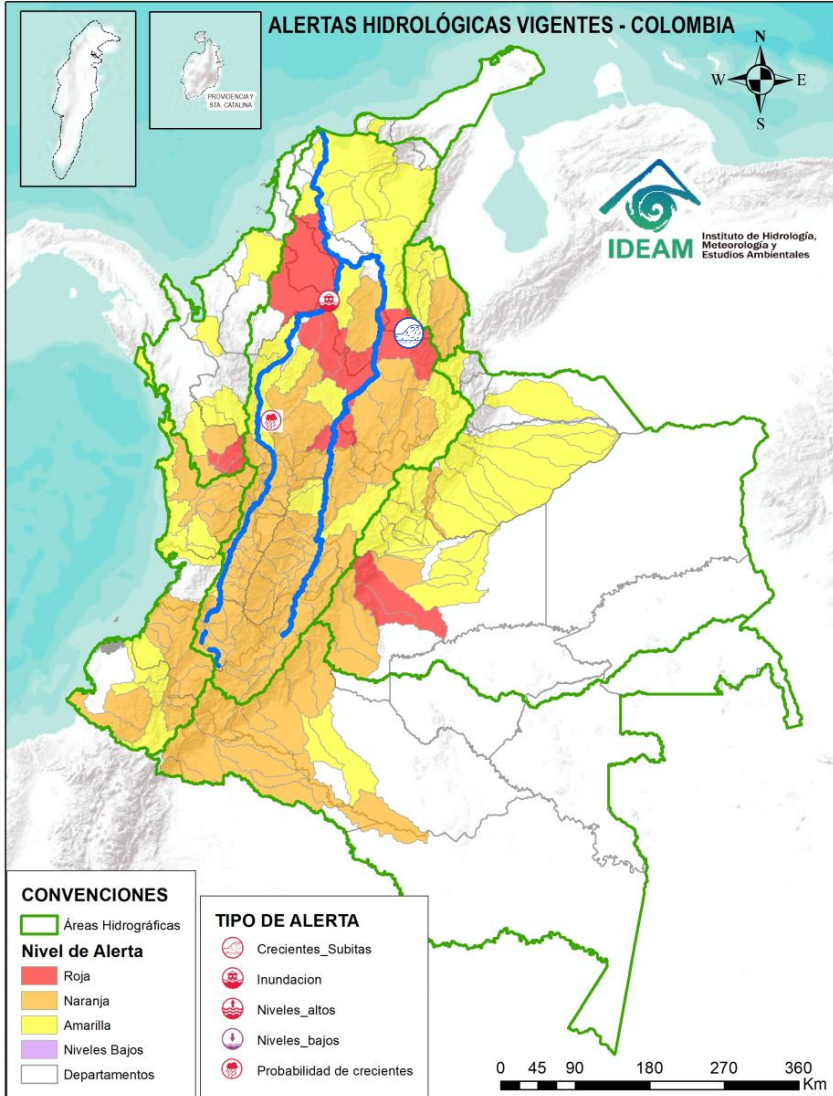 ALERTAS HIDROLÓGICAS VIGENTES - COLOMBIA
PROVIDENCIA Y
STA. CATALINA
N
W
E
S
IDEAM
Instituto de Hidrología,
Meteorología y
Estudios Ambientales
CONVENCIONES
Áreas Hidrográficas
Nivel de Alerta
Roja
Naranja
Amarilla
Niveles Bajos
Departamentos
TIPO DE ALERTA
Crecientes_Subitas
Inundacion
Niveles_altos
Niveles_bajos
Probabilidad de crecientes
0 45 90 180 270 360
Km